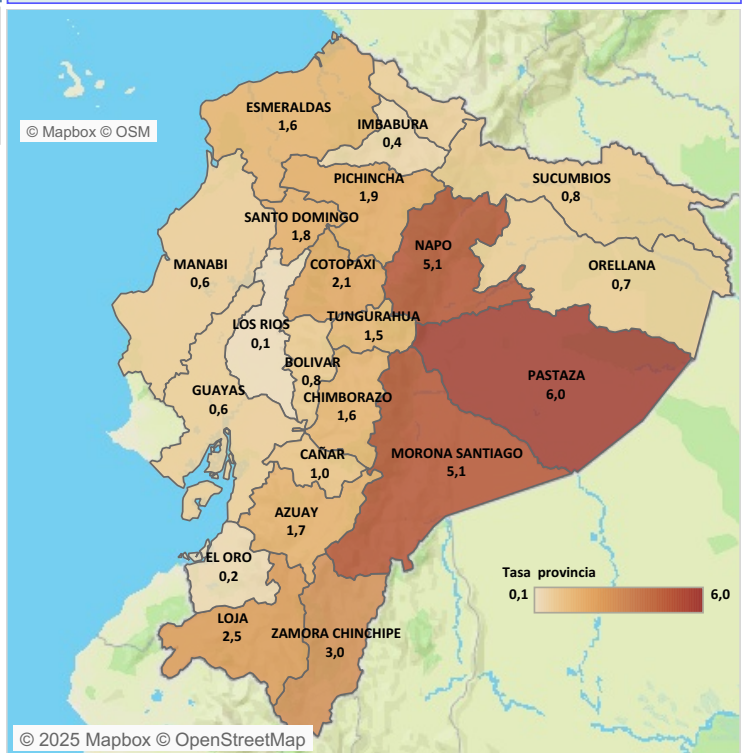 ESMERALDAS
1,6
© Mapbox © OSM
IMBABURA
0,4
PICHINCHA
1,9
SUCUMBIOS
0,8
SANTO DOMINGO
1,8
NAPO
5,1
MANABI
0,6
COTOPAXI
2,1
ORELLANA
0,7
TUNGURAHUA
1,5
LOS RIOS
0,1
BOLIVAR
0,8
PASTAZA
6,0
GUAYAS
0,6
CHIMBORAZO
1,6
CAÑAR
1,0
MORONA SANTIAGO
5,1
AZUAY
1,7
EL ORO
0,2
Tasa provincia
0,1 6,0
LOJA
2,5
ZAMORA CHINCHIPE
3,0
© 2025 Mapbox © OpenStreetMap